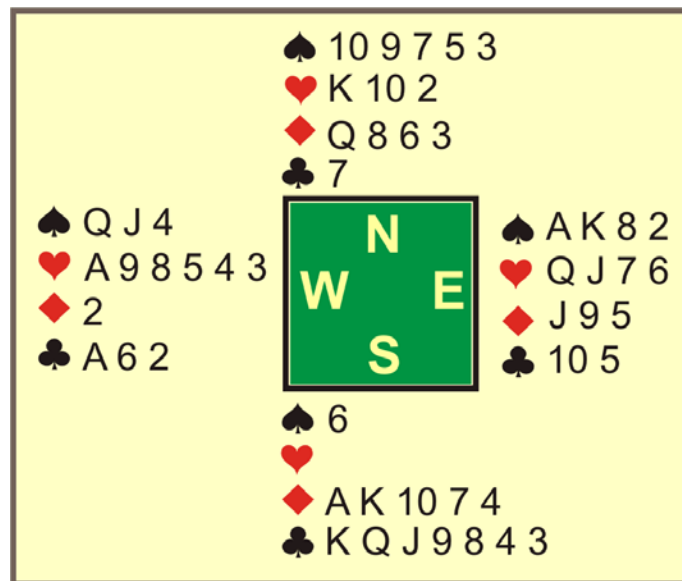 ♠ 10 9 7 5 3
♥ K 10 2
♦ Q 8 6 3
♣ 7
♠ Q J 4
♥ A 9 8 5 4 3
♦ 2
♣ A 6 2
N
W E
S
♠ A K 8 2
♥ Q J 7 6
♦ J 9 5
♣ 10 5
♠ 6
♥
♦ A K 10 7 4
♣ K Q J 9 8 4 3